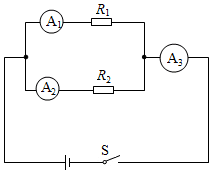 A₁ R₁
A₂ R₂
A₃
S